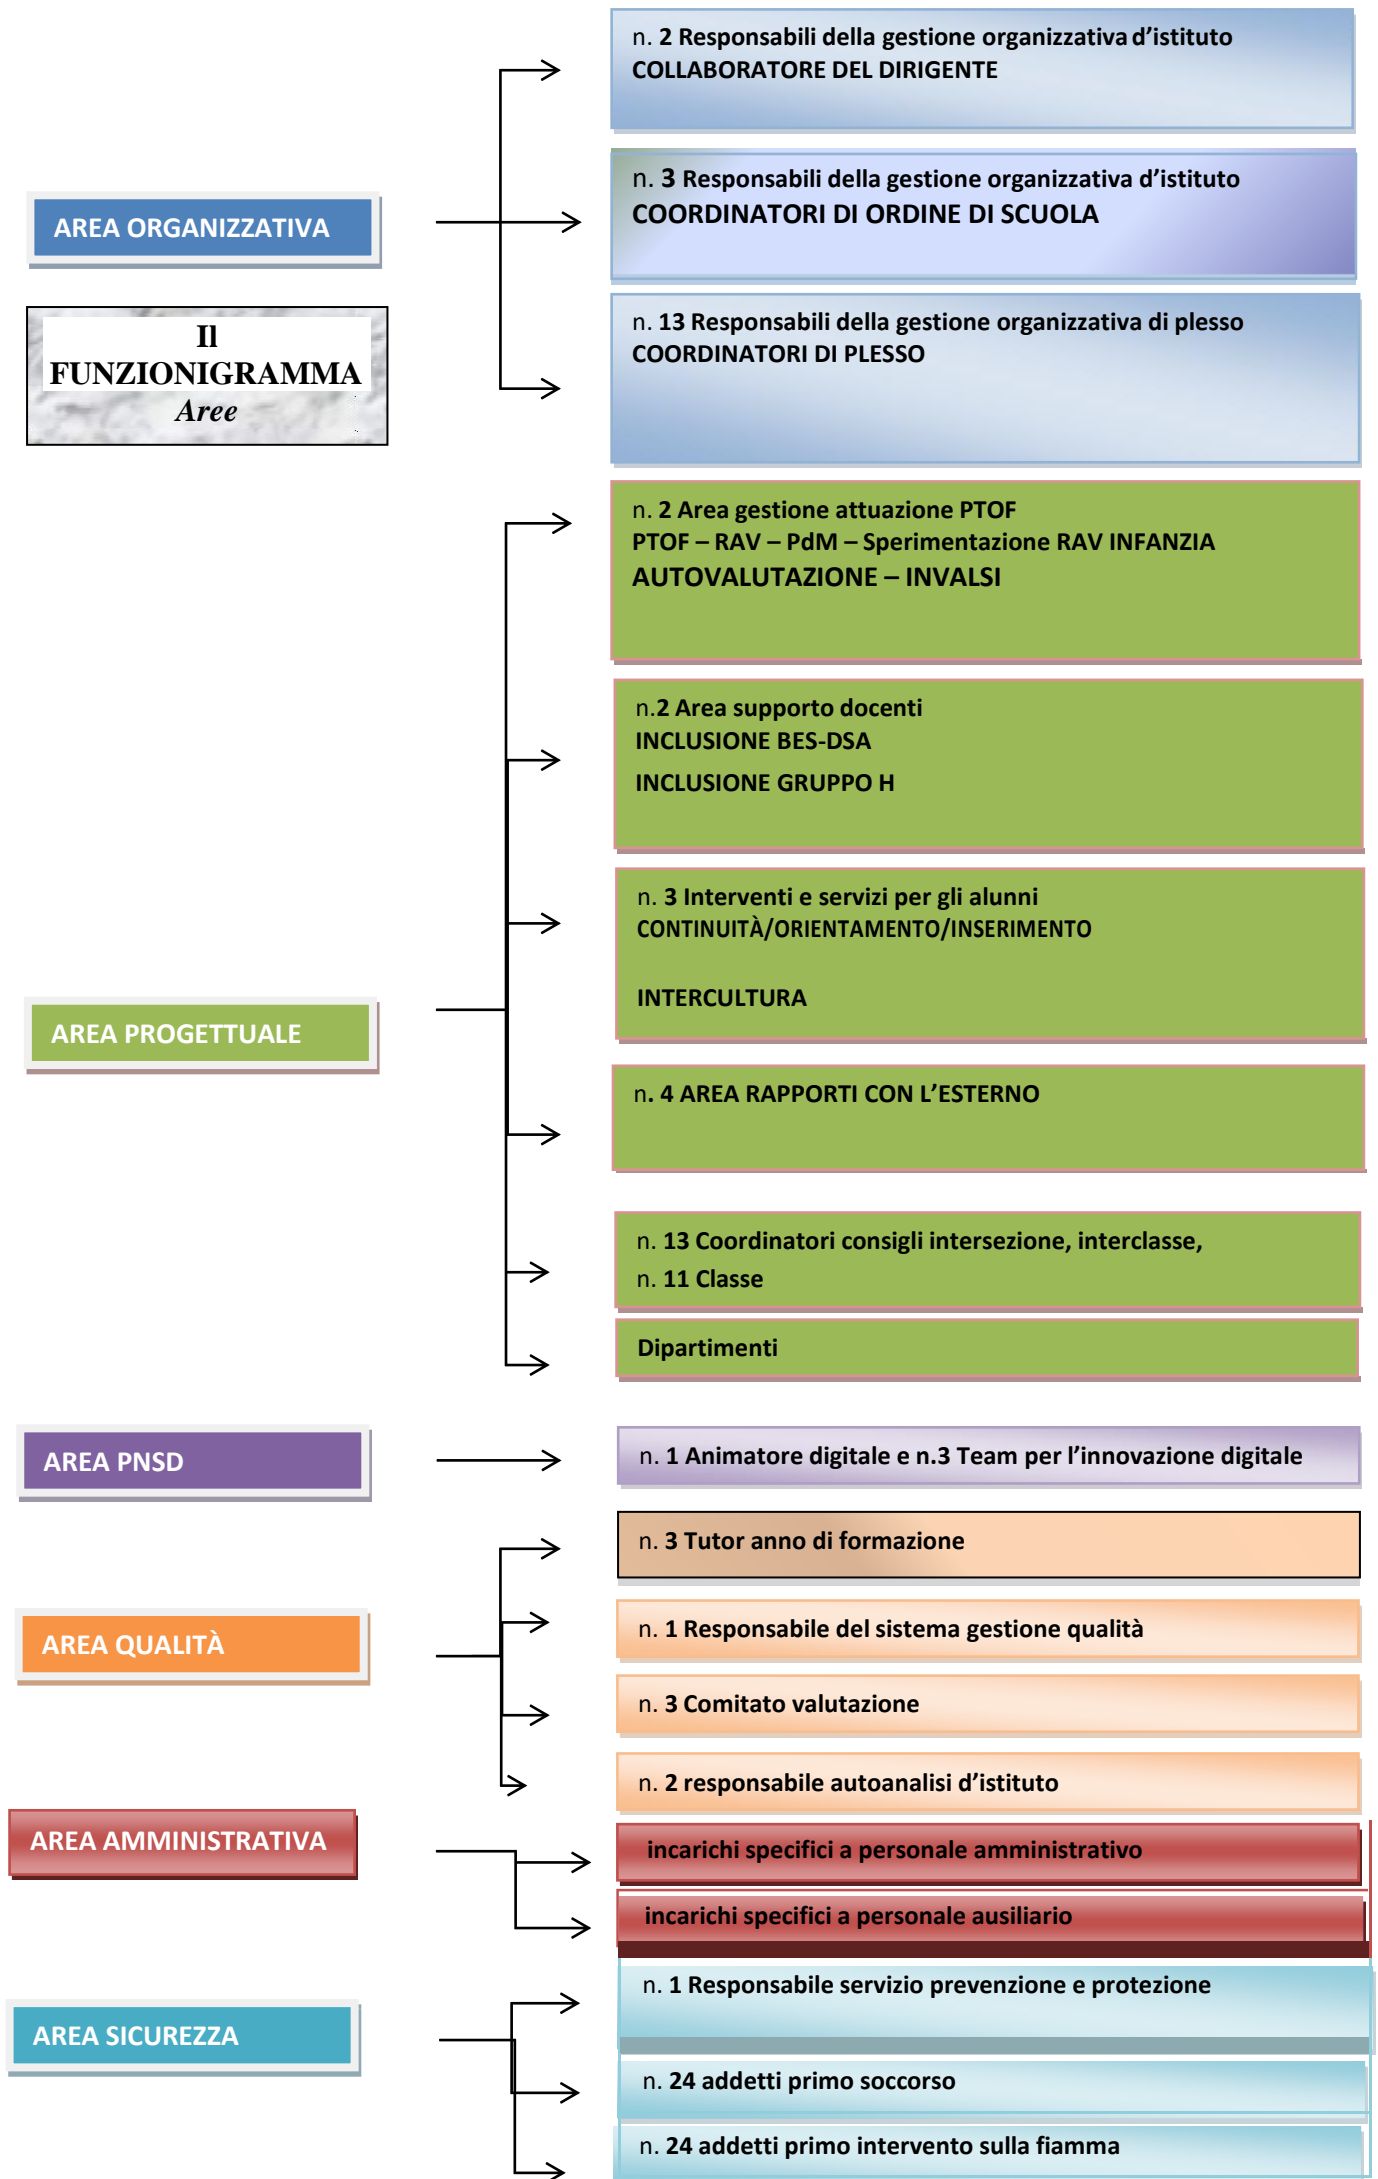 n. 2 Responsabili della gestione organizzativa d’istituto
COLLABORATORE DEL DIRIGENTE
n. 3 Responsabili della gestione organizzativa d’istituto
COORDINATORI DI ORDINE DI SCUOLA
AREA ORGANIZZATIVA
Il
FUNZIONIGRAMMA
Aree
n. 13 Responsabili della gestione organizzativa di plesso
COORDINATORI DI PLESSO
n. 2 Area gestione attuazione PTOF
PTOF – RAV – PdM – Sperimentazione RAV INFANZIA
AUTOVALUTAZIONE – INVALSI
n.2 Area supporto docenti
INCLUSIONE BES-DSA
INCLUSIONE GRUPPO H
n. 3 Interventi e servizi per gli alunni
CONTINUITÀ/ORIENTAMENTO/INSERIMENTO
INTERCULTURA
AREA PROGETTUALE
n. 4 AREA RAPPORTI CON L’ESTERNO
n. 13 Coordinatori consigli intersezione, interclasse,
n. 11 Classe
Dipartimenti
AREA PNSD
n. 1 Animatore digitale e n.3 Team per l’innovazione digitale
n. 3 Tutor anno di formazione
AREA QUALITÀ
n. 1 Responsabile del sistema gestione qualità
n. 3 Comitato valutazione
n. 2 responsabile autoanalisi d’istituto
AREA AMMINISTRATIVA
incarichi specifici a personale amministrativo
incarichi specifici a personale ausiliario
AREA SICUREZZA
n. 1 Responsabile servizio prevenzione e protezione
n. 24 addetti primo soccorso
n. 24 addetti primo intervento sulla fiamma